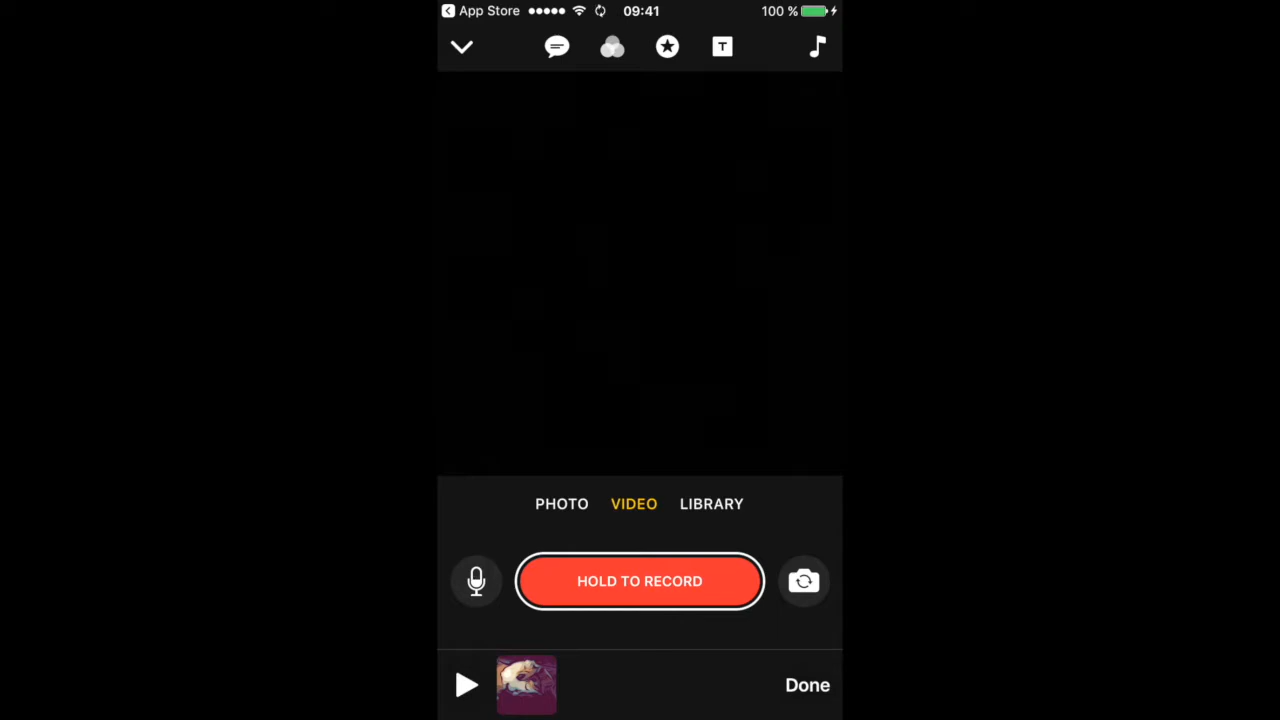 App Store 09:41 100 %
T
PHOTO VIDEO LIBRARY
HOLD TO RECORD
Done